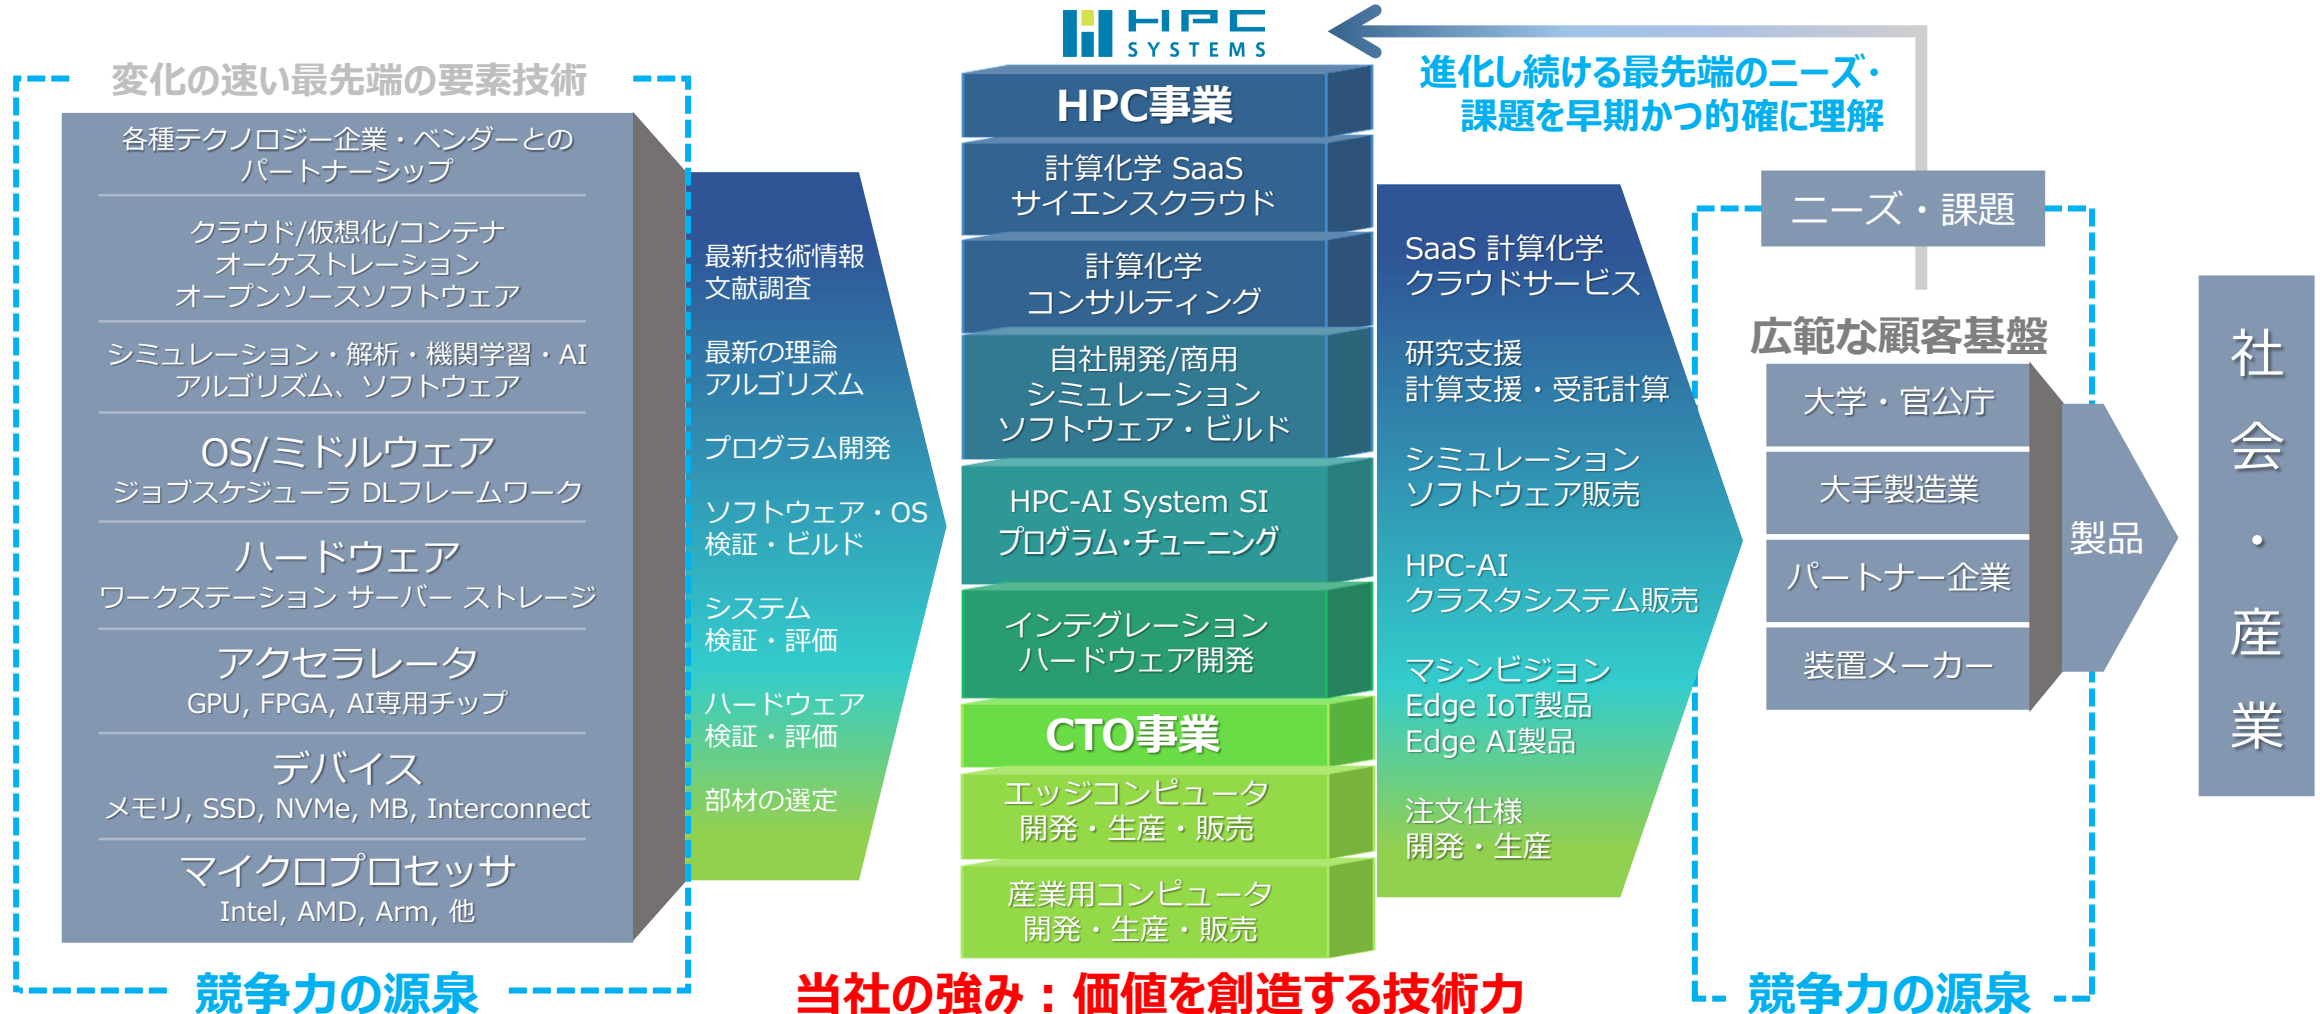 変化の速い最先端の要素技術
各種テクノロジー企業・ベンダーとの
パートナーシップ
クラウド/仮想化/コンテナ
オーケストレーション
オープンソースソフトウェア
シミュレーション・解析・機関学習・AI
アルゴリズム、ソフトウェア
OS/ミドルウェア
ジョブスケジューラ DLフレームワーク
ハードウェア
ワークステーション サーバー ストレージ
アクセラレータ
GPU, FPGA, AI専用チップ
デバイス
メモリ, SSD, NVMe, MB, Interconnect
マイクロプロセッサ
Intel, AMD, Arm, 他
競争力の源泉
最新技術情報
文献調査
最新の理論
アルゴリズム
プログラム開発
ソフトウェア・OS
検証・ビルド
システム
検証・評価
ハードウェア
検証・評価
部材の選定
HPC
SYSTEMS
HPC事業
計算化学 SaaS
サイエンスクラウド
計算化学
コンサルティング
自社開発/商用
シミュレーション
ソフトウェア・ビルド
HPC-AI System SI
プログラム・チューニング
インテグレーション
ハードウェア開発
CTO事業
エッジコンピュータ
開発・生産・販売
産業用コンピュータ
開発・生産・販売
当社の強み：価値を創造する技術力
SaaS 計算化学
クラウドサービス
研究支援
計算支援・受託計算
シミュレーション
ソフトウェア販売
HPC-AI
クラスタシステム販売
マシンビジョン
Edge IoT製品
Edge AI製品
注文仕様
開発・生産
進化し続ける最先端のニーズ・
課題を早期かつ的確に理解
ニーズ・課題
広範な顧客基盤
大学・官公庁
大手製造業
パートナー企業
装置メーカー
製品
競争力の源泉
社会・産業